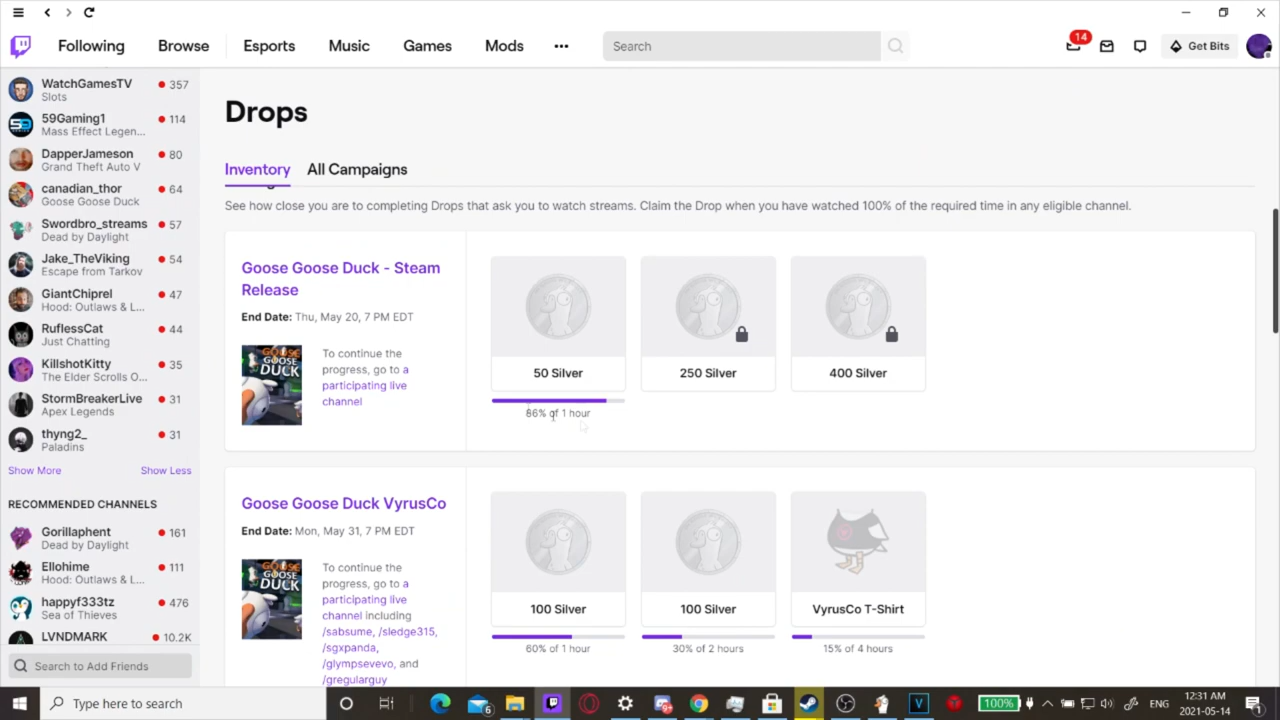 Following
Browse
Esports
Music
Games
Mods
Search
14
Get Bits
WatchGamesTV
357
Slots
59Gaming1
114
Mass Effect Legen...
DapperJameson
80
Grand Theft Auto V
canadian_thor
64
Goose Goose Duck
Swordbro_streams
57
Dead by Daylight
Jake_TheViking
54
Escape from Tarkov
GiantChiprel
47
Hood: Outlaws & L...
RuflessCat
44
Just Chatting
KillshotKitty
35
The Elder Scrolls O...
StormBreakerLive
31
Apex Legends
thyng2_
31
Paladins
Show More
Show Less
RECOMMENDED CHANNELS
Gorillaphent
161
Dead by Daylight
Ellohime
111
Hood: Outlaws & L...
happyf333tz
476
Sea of Thieves
LVNDMARK
10.2K
Search to Add Friends
Drops
Inventory
All Campaigns
See how close you are to completing Drops that ask you to watch streams. Claim the Drop when you have watched 100% of the required time in any eligible channel.
Goose Goose Duck - Steam
Release
End Date: Thu, May 20, 7 PM EDT
GOOSE
GOOSE
DUCK
To continue the
progress, go to a
participating live
channel
50 Silver
86% of 1 hour
250 Silver
400 Silver
Goose Goose Duck VyrusCo
End Date: Mon, May 31, 7 PM EDT
GOOSE
GOOSE
DUCK
To continue the
progress, go to a
participating live
channel including
/sabsume, /sledge315,
/sgxpanda,
/glympsevevo, and
/gregularguy
100 Silver
60% of 1 hour
100 Silver
30% of 2 hours
VyrusCo T-Shirt
15% of 4 hours
Type here to search
6
100%
ENG
12:31 AM
2021-05-14
1